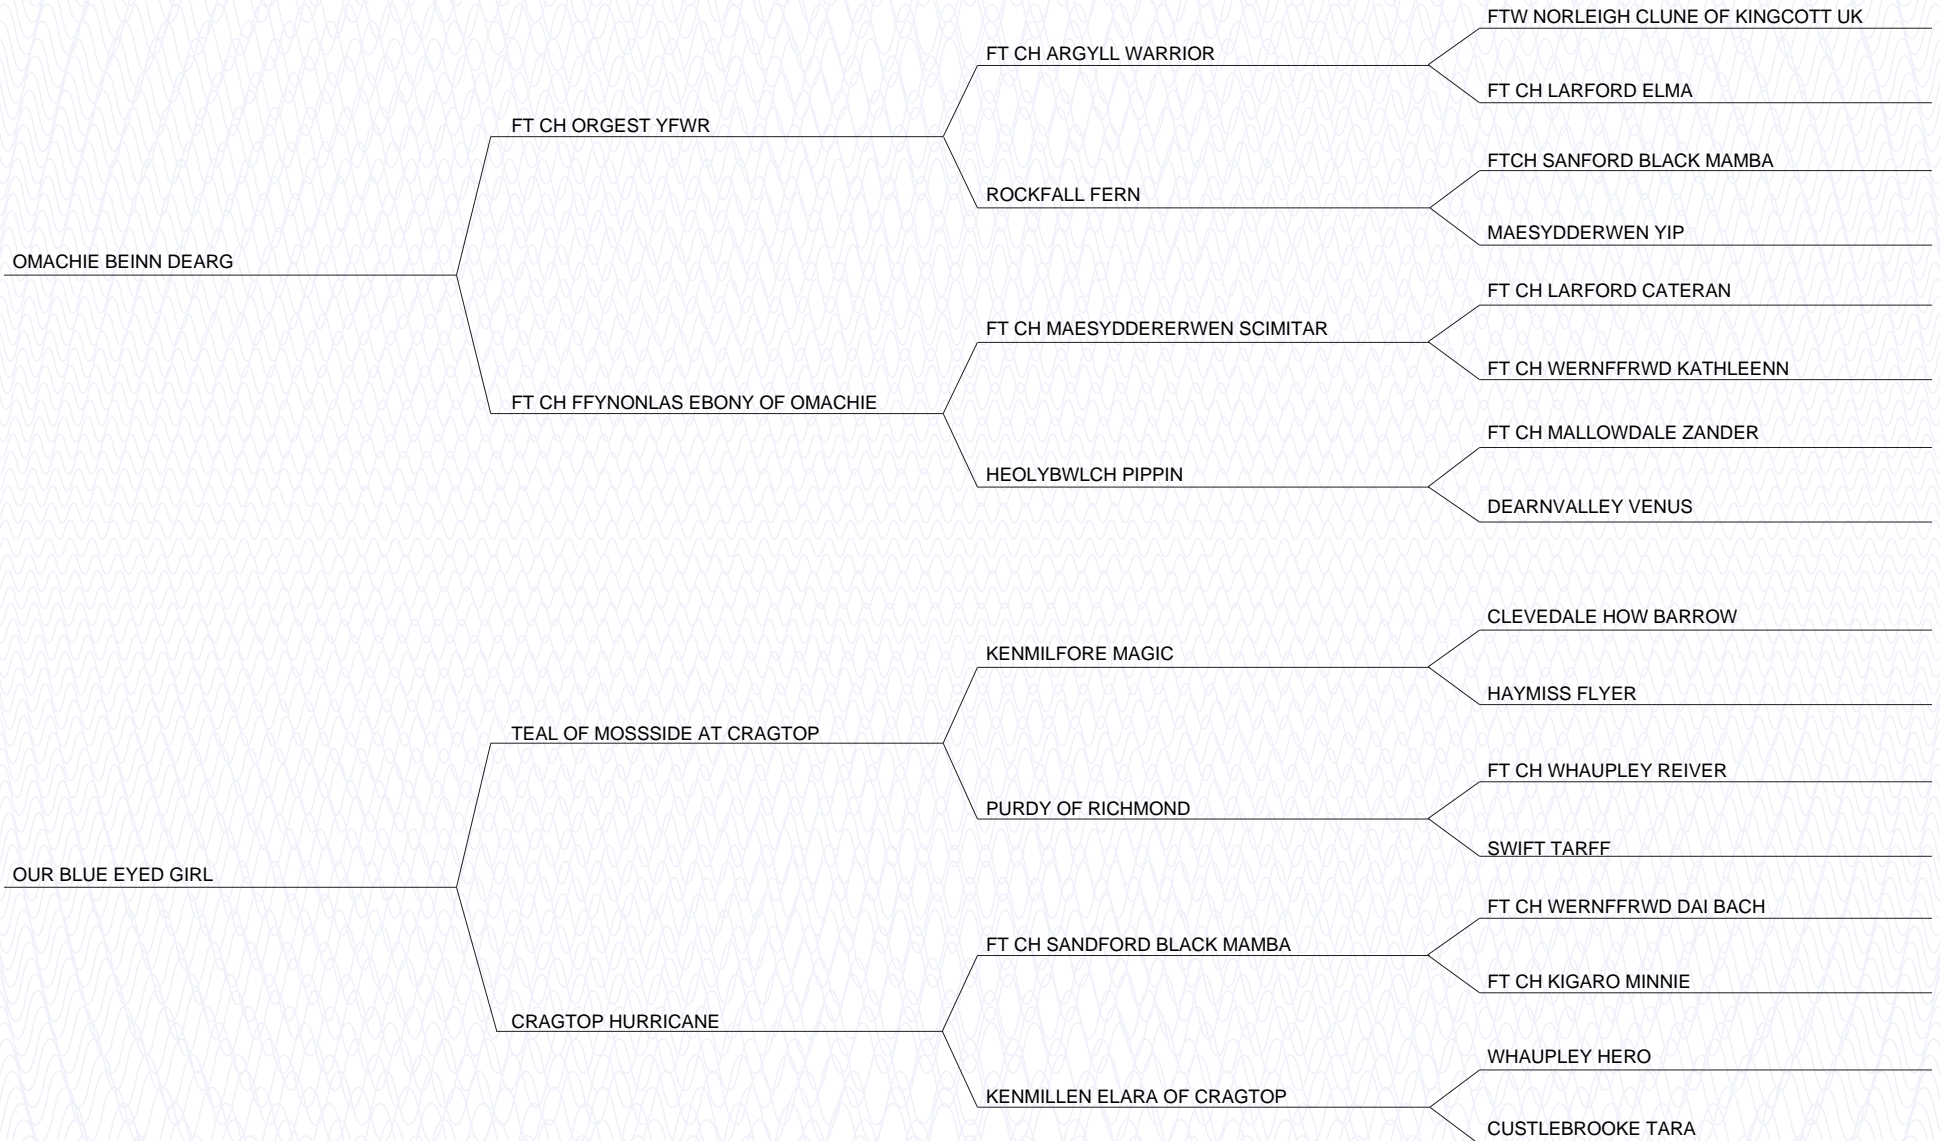 FTW NORLEIGH CLUNE OF KINGCOTT UK
FT CH ARGYLL WARRIOR
FT CH LARFORD ELMA
FT CH ORGEST YFWR
FTCH SANFORD BLACK MAMBA
ROCKFALL FERN
MAESYDDERWEN YIP
OMACHIE BEINN DEARG
FT CH LARFORD CATERAN
FT CH MAESYDDERERWEN SCIMITAR
FT CH WERNFFRWD KATHLEENN
FT CH FFYNONLAS EBONY OF OMACHIE
FT CH MALLOWDALE ZANDER
HEOLYBWLCH PIPPIN
DEARNVALLEY VENUS
CLEVEDALE HOW BARROW
KENMILFORE MAGIC
HAYMISS FLYER
TEAL OF MOSSSIDE AT CRAGTOP
FT CH WHAUPLEY REIVER
PURDY OF RICHMOND
SWIFT TARFF
OUR BLUE EYED GIRL
FT CH WERNFFRWD DAI BACH
FT CH SANDFORD BLACK MAMBA
FT CH KIGARO MINNIE
CRAGTOP HURRICANE
WHAUPLEY HERO
KENMILLEN ELARA OF CRAGTOP
CUSTLEBROOKE TARA